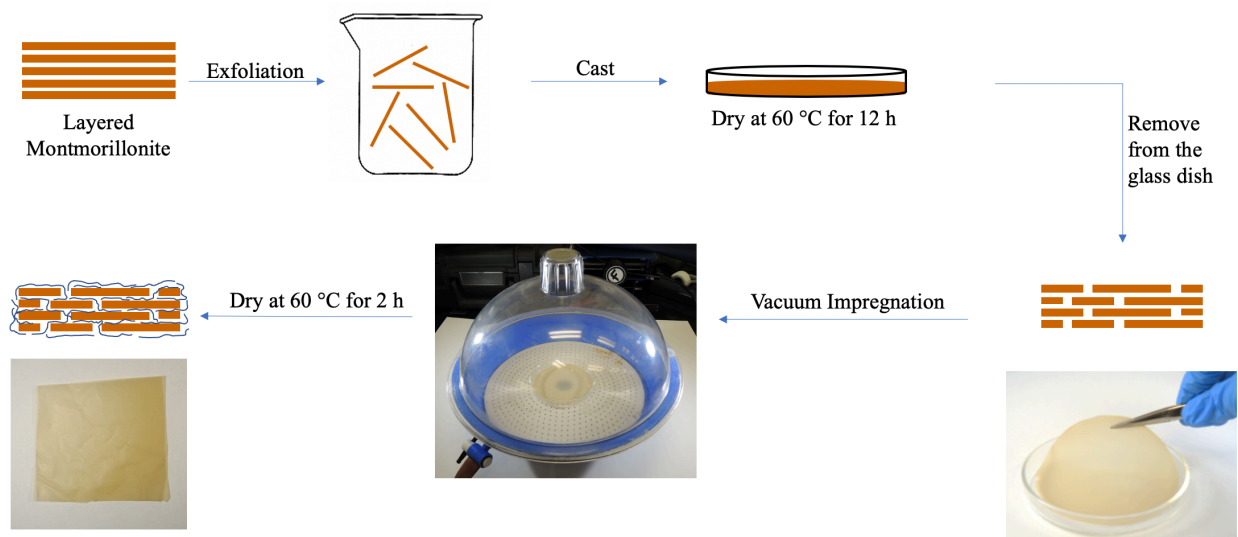 Layered
Montmorillonite
Exfoliation
Cast
Dry at 60 °C for 12 h
Remove
from the
glass dish
Vacuum Impregnation
Dry at 60 °C for 2 h